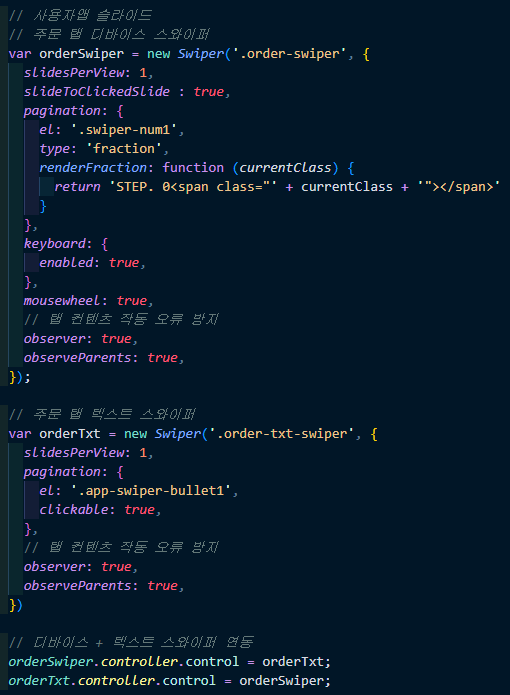 // 사용자앱 슬라이드
// 주문 탭 디바이스 스와이퍼
var orderSwiper = new Swiper('.order-swiper', {
  slidesPerView: 1,
  slideToClickedSlide : true,
  pagination: {
    el: '.swiper-num1',
    type: 'fraction',
    renderFraction: function (currentClass) {
      return 'STEP. 0<span class="' + currentClass + '"></span>'
    }
  },
  keyboard: {
    enabled: true,
  },
  mousewheel: true,
  // 탭 컨텐츠 작동 오류 방지
  observer: true,
  observeParents: true,
});

// 주문 탭 텍스트 스와이퍼
var orderTxt = new Swiper('.order-txt-swiper', {
  slidesPerView: 1,
  pagination: {
    el: '.app-swiper-bullet1',
    clickable: true,
  },
  // 탭 컨텐츠 작동 오류 방지
  observer: true,
  observeParents: true,
})

// 디바이스 + 텍스트 스와이퍼 연동
orderSwiper.controller.control = orderTxt;
orderTxt.controller.control = orderSwiper;